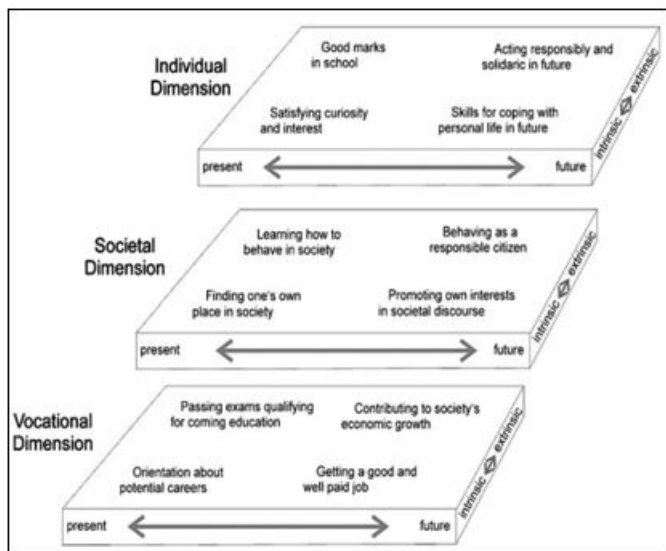 Individual
Dimension
Good marks
in school
Acting responsibly and
solidaric in future
Satisfying curiosity
and interest
Skills for coping with
personal life in future
present
future
intrinsic
extrinsic
Societal
Dimension
Learning how to
behave in society
Behaving as a
responsible citizen
Finding one's own
place in society
Promoting own interests
in societal discourse
present
future
intrinsic
extrinsic
Vocational
Dimension
Passing exams qualifying
for coming education
Contributing to society's
economic growth
Orientation about
potential careers
Getting a good and
well paid job
present
future
intrinsic
extrinsic